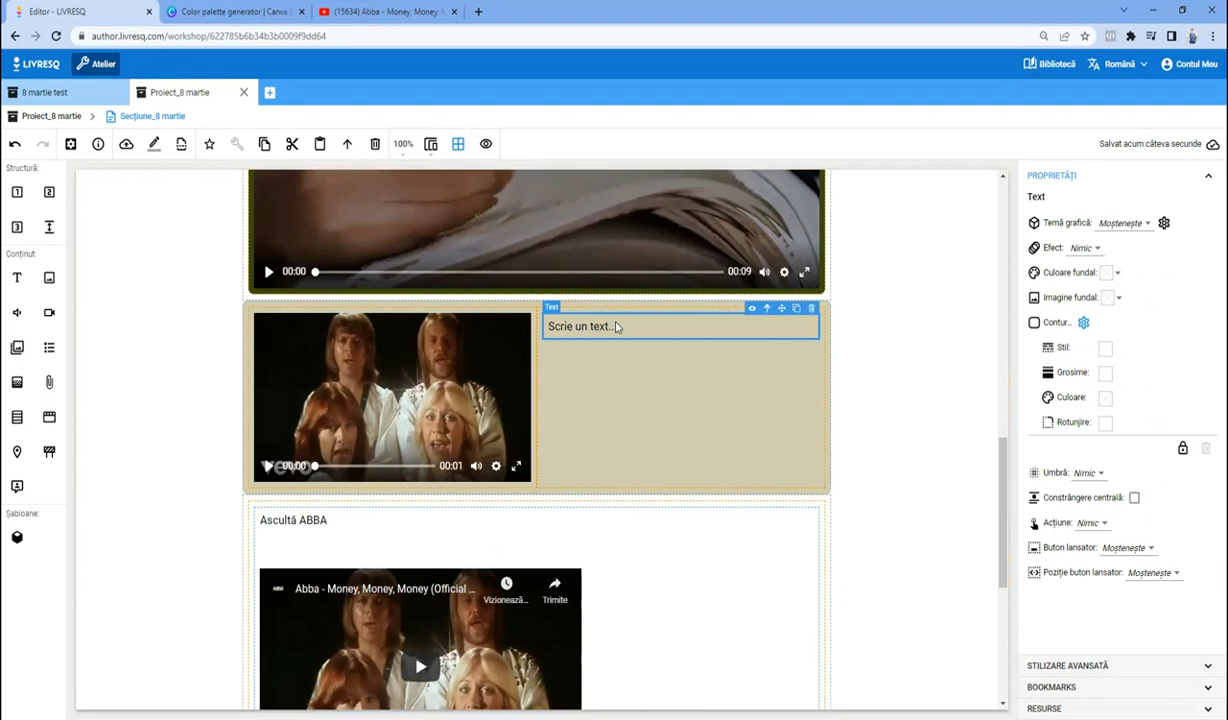 Editor - LIVRESQ
Color palette generator | Canva
(15634) Abba - Money, Money,
author.livresq.com/workshop/622785b6b34b3b0009f9dd64
LIVRESQ
Atelier
Bibliotecă
Română
Contul Meu
8 martie test
Proiect_8 martie
Proiect_8 martie
Secțiune_8 martie
100%
Salvat acum câteva secunde
Structură:
Conținut:
Șabloane:
00:00
00:09
Text
Scrie un text...
vevo
00:00
00:01
Ascultă ABBA
ABBA
Abba - Money, Money, Money (Official ...
Vizionează...
Trimite
PROPRIETĂȚI
Text
Temă grafică: Moștenește
Efect: Nimic
Culoare fundal:
Imagine fundal:
Contur...
Stil:
Grosime:
Culoare:
Rotunjire:
Umbră: Nimic
Constrângere centrală:
Acțiune: Nimic
Buton lansator: Moștenește
Poziție buton lansator: Moștenește
STILIZARE AVANSATĂ
BOOKMARKS
RESURSE